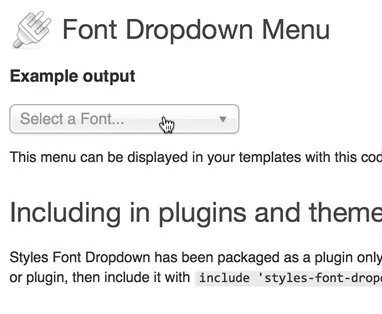 Font Dropdown Menu
Example output
Select a Font...
This menu can be displayed in your templates with this
Including in plugins and theme
Styles Font Dropdown has been packaged as a plugin only
or plugin, then include it with include 'styles-font-drop